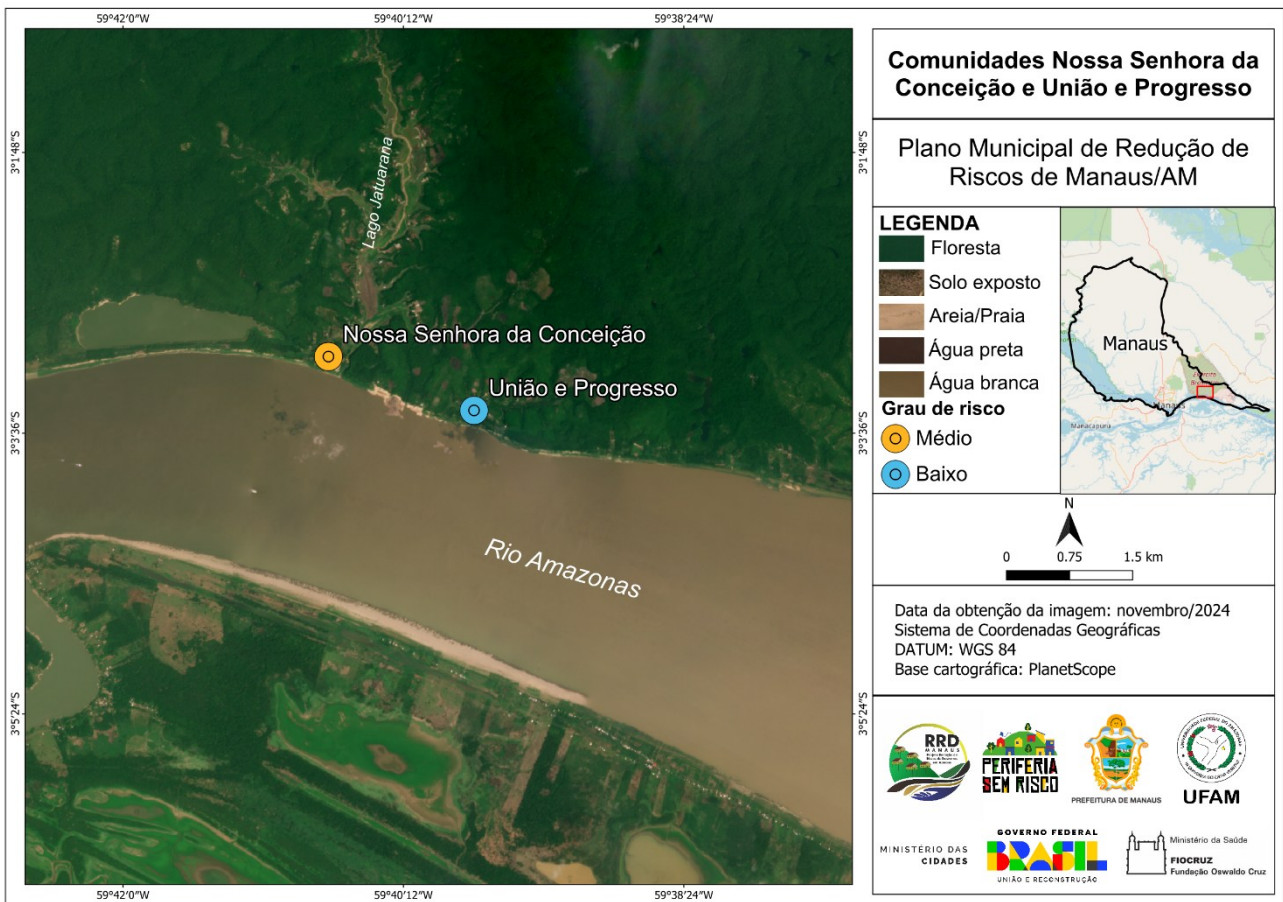 59°42'0"W
59°40'12"W
59°38'24"W
3°1'48"S
3°3'36"S
3°5'24"S
Lago Jatuarana
Nossa Senhora da Conceição
União e Progresso
Rio Amazonas
3°1'48"S
3°3'36"S
3°5'24"S
59°42'0"W
59°40'12"W
59°38'24"W
Comunidades Nossa Senhora da
Conceição e União e Progresso
Plano Municipal de Redução de
Riscos de Manaus/AM
LEGENDA
Floresta
Solo exposto
Areia/Praia
Água preta
Água branca
Grau de risco
Médio
Baixo
Manaus
Manaus
Manacapuru
N
0 0.75 1.5 km
Data da obtenção da imagem: novembro/2024
Sistema de Coordenadas Geográficas
DATUM: WGS 84
Base cartográfica: PlanetScope
RRD
MANAUS
PERIFERIA
SEM RISCO
PREFEITURA DE MANAUS
UFAM
MINISTÉRIO DAS
CIDADES
GOVERNO FEDERAL
BRASIL
UNIÃO E RECONSTRUÇÃO
Ministério da Saúde
FIOCRUZ
Fundação Oswaldo Cruz